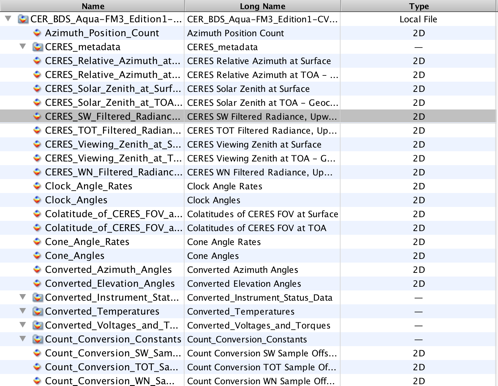 Name Long Name Type
CER_BDS_Aqua-FM3_Edition1-... CER_BDS_Aqua-FM3_Edition1-CV... Local File
Azimuth_Position_Count Azimuth Position Count 2D
CERES_metadata CERES_metadata —
CERES_Relative_Azimuth_at... CERES Relative Azimuth at Surface 2D
CERES_Relative_Azimuth_at... CERES Relative Azimuth at TOA - ... 2D
CERES_Solar_Zenith_at_Surf... CERES Solar Zenith at Surface 2D
CERES_Solar_Zenith_at_TOA... CERES Solar Zenith at TOA - Geoc... 2D
CERES_SW_Filtered_Radianc... CERES SW Filtered Radiance, Upw... 2D
CERES_TOT_Filtered_Radian... CERES TOT Filtered Radiance, Up... 2D
CERES_Viewing_Zenith_at_S... CERES Viewing Zenith at Surface 2D
CERES_Viewing_Zenith_at_T... CERES Viewing Zenith at TOA - G... 2D
CERES_WN_Filtered_Radianc... CERES WN Filtered Radiance, Up... 2D
Clock_Angle_Rates Clock Angle Rates 2D
Clock_Angles Clock Angles 2D
Colatitude_of_CERES_FOV_a... Colatitudes of CERES FOV at Surface 2D
Colatitude_of_CERES_FOV_a... Colatitudes of CERES FOV at TOA 2D
Cone_Angle_Rates Cone Angle Rates 2D
Cone_Angles Cone Angles 2D
Converted_Azimuth_Angles Converted Azimuth Angles 2D
Converted_Elevation_Angles Converted Elevation Angles 2D
Converted_Instrument_Stat... Converted_Instrument_Status_Data —
Converted_Temperatures Converted_Temperatures —
Converted_Voltages_and_T... Converted_Voltages_and_Torques —
Count_Conversion_Constants Count_Conversion_Constants —
Count_Conversion_SW_Sam... Count Conversion SW Sample Offs... 2D
Count_Conversion_TOT_Sa... Count Conversion TOT Sample Of... 2D
Count_Conversion_WN_Sa... Count Conversion WN Sample Offs... 2D